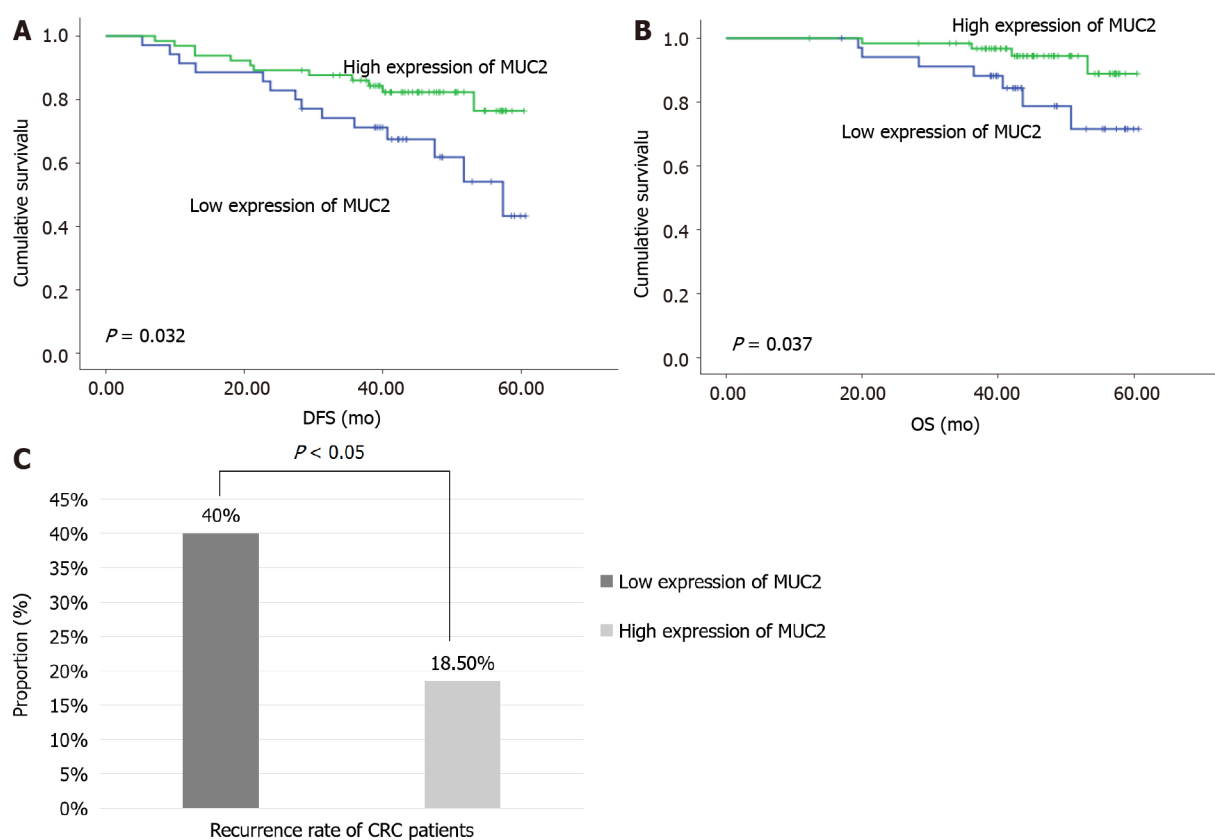 A
Cumulative survivalu
1.0
0.8
0.6
0.4
0.2
0.0
High expression of MUC2
Low expression of MUC2
P = 0.032
0.00 20.00 40.00 60.00
DFS (mo)
B
Cumulative survivalu
1.0
0.8
0.6
0.4
0.2
0.0
High expression of MUC2
Low expression of MUC2
P = 0.037
0.00 20.00 40.00 60.00
OS (mo)
C
P < 0.05
Proportion (%)
45%
40%
35%
30%
25%
20%
15%
10%
5%
0%
40%
18.50%
Recurrence rate of CRC patients
Low expression of MUC2
High expression of MUC2